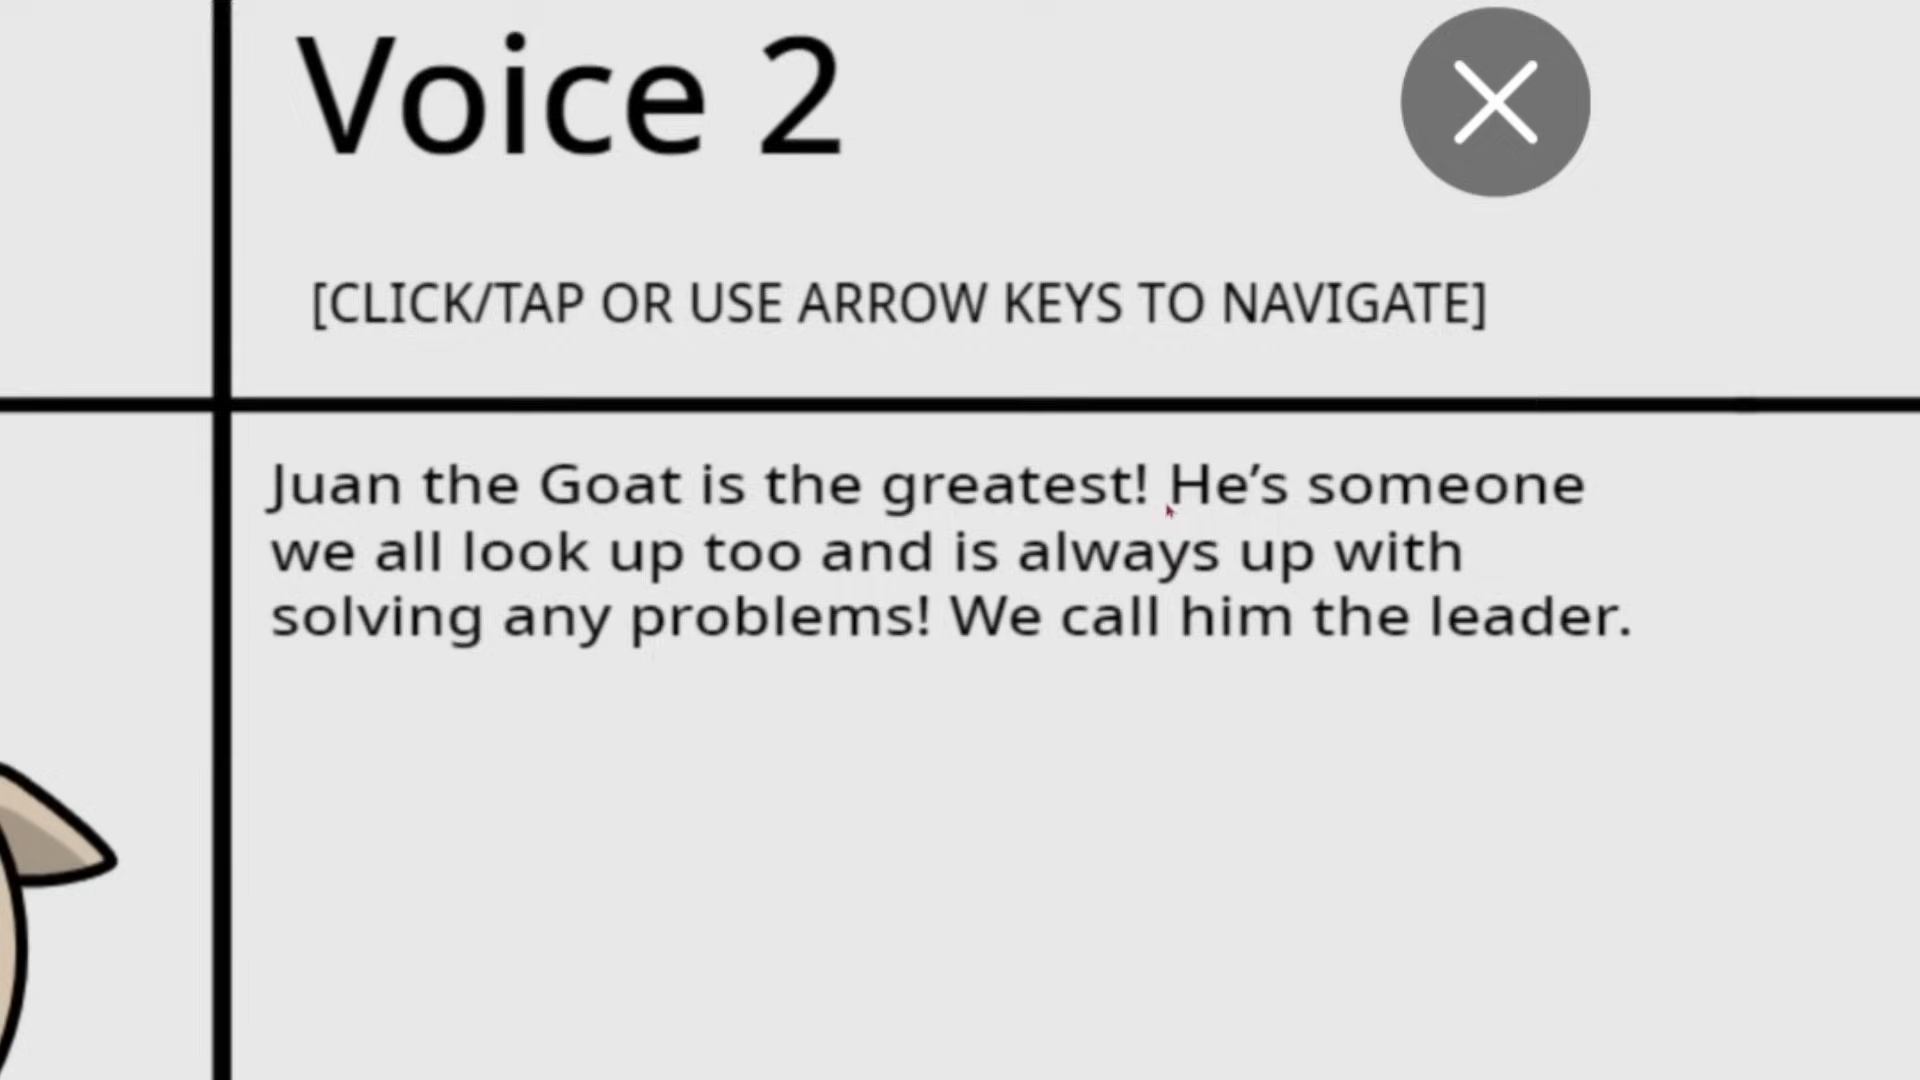 Voice 2
[CLICK/TAP OR USE ARROW KEYS TO NAVIGATE]
Juan the Goat is the greatest! He’s someone
we all look up too and is always up with
solving any problems! We call him the leader.